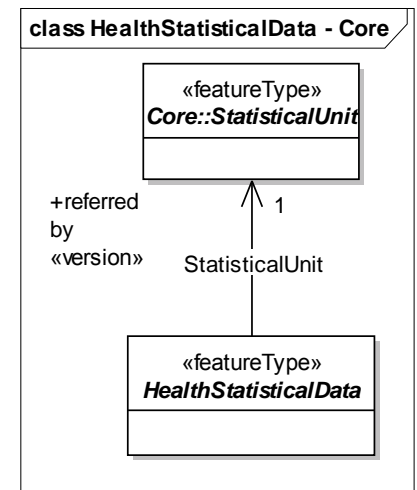 class HealthStatisticalData - Core
«featureType»
Core::StatisticalUnit
+referred
by
«version»
1
StatisticalUnit
«featureType»
HealthStatisticalData